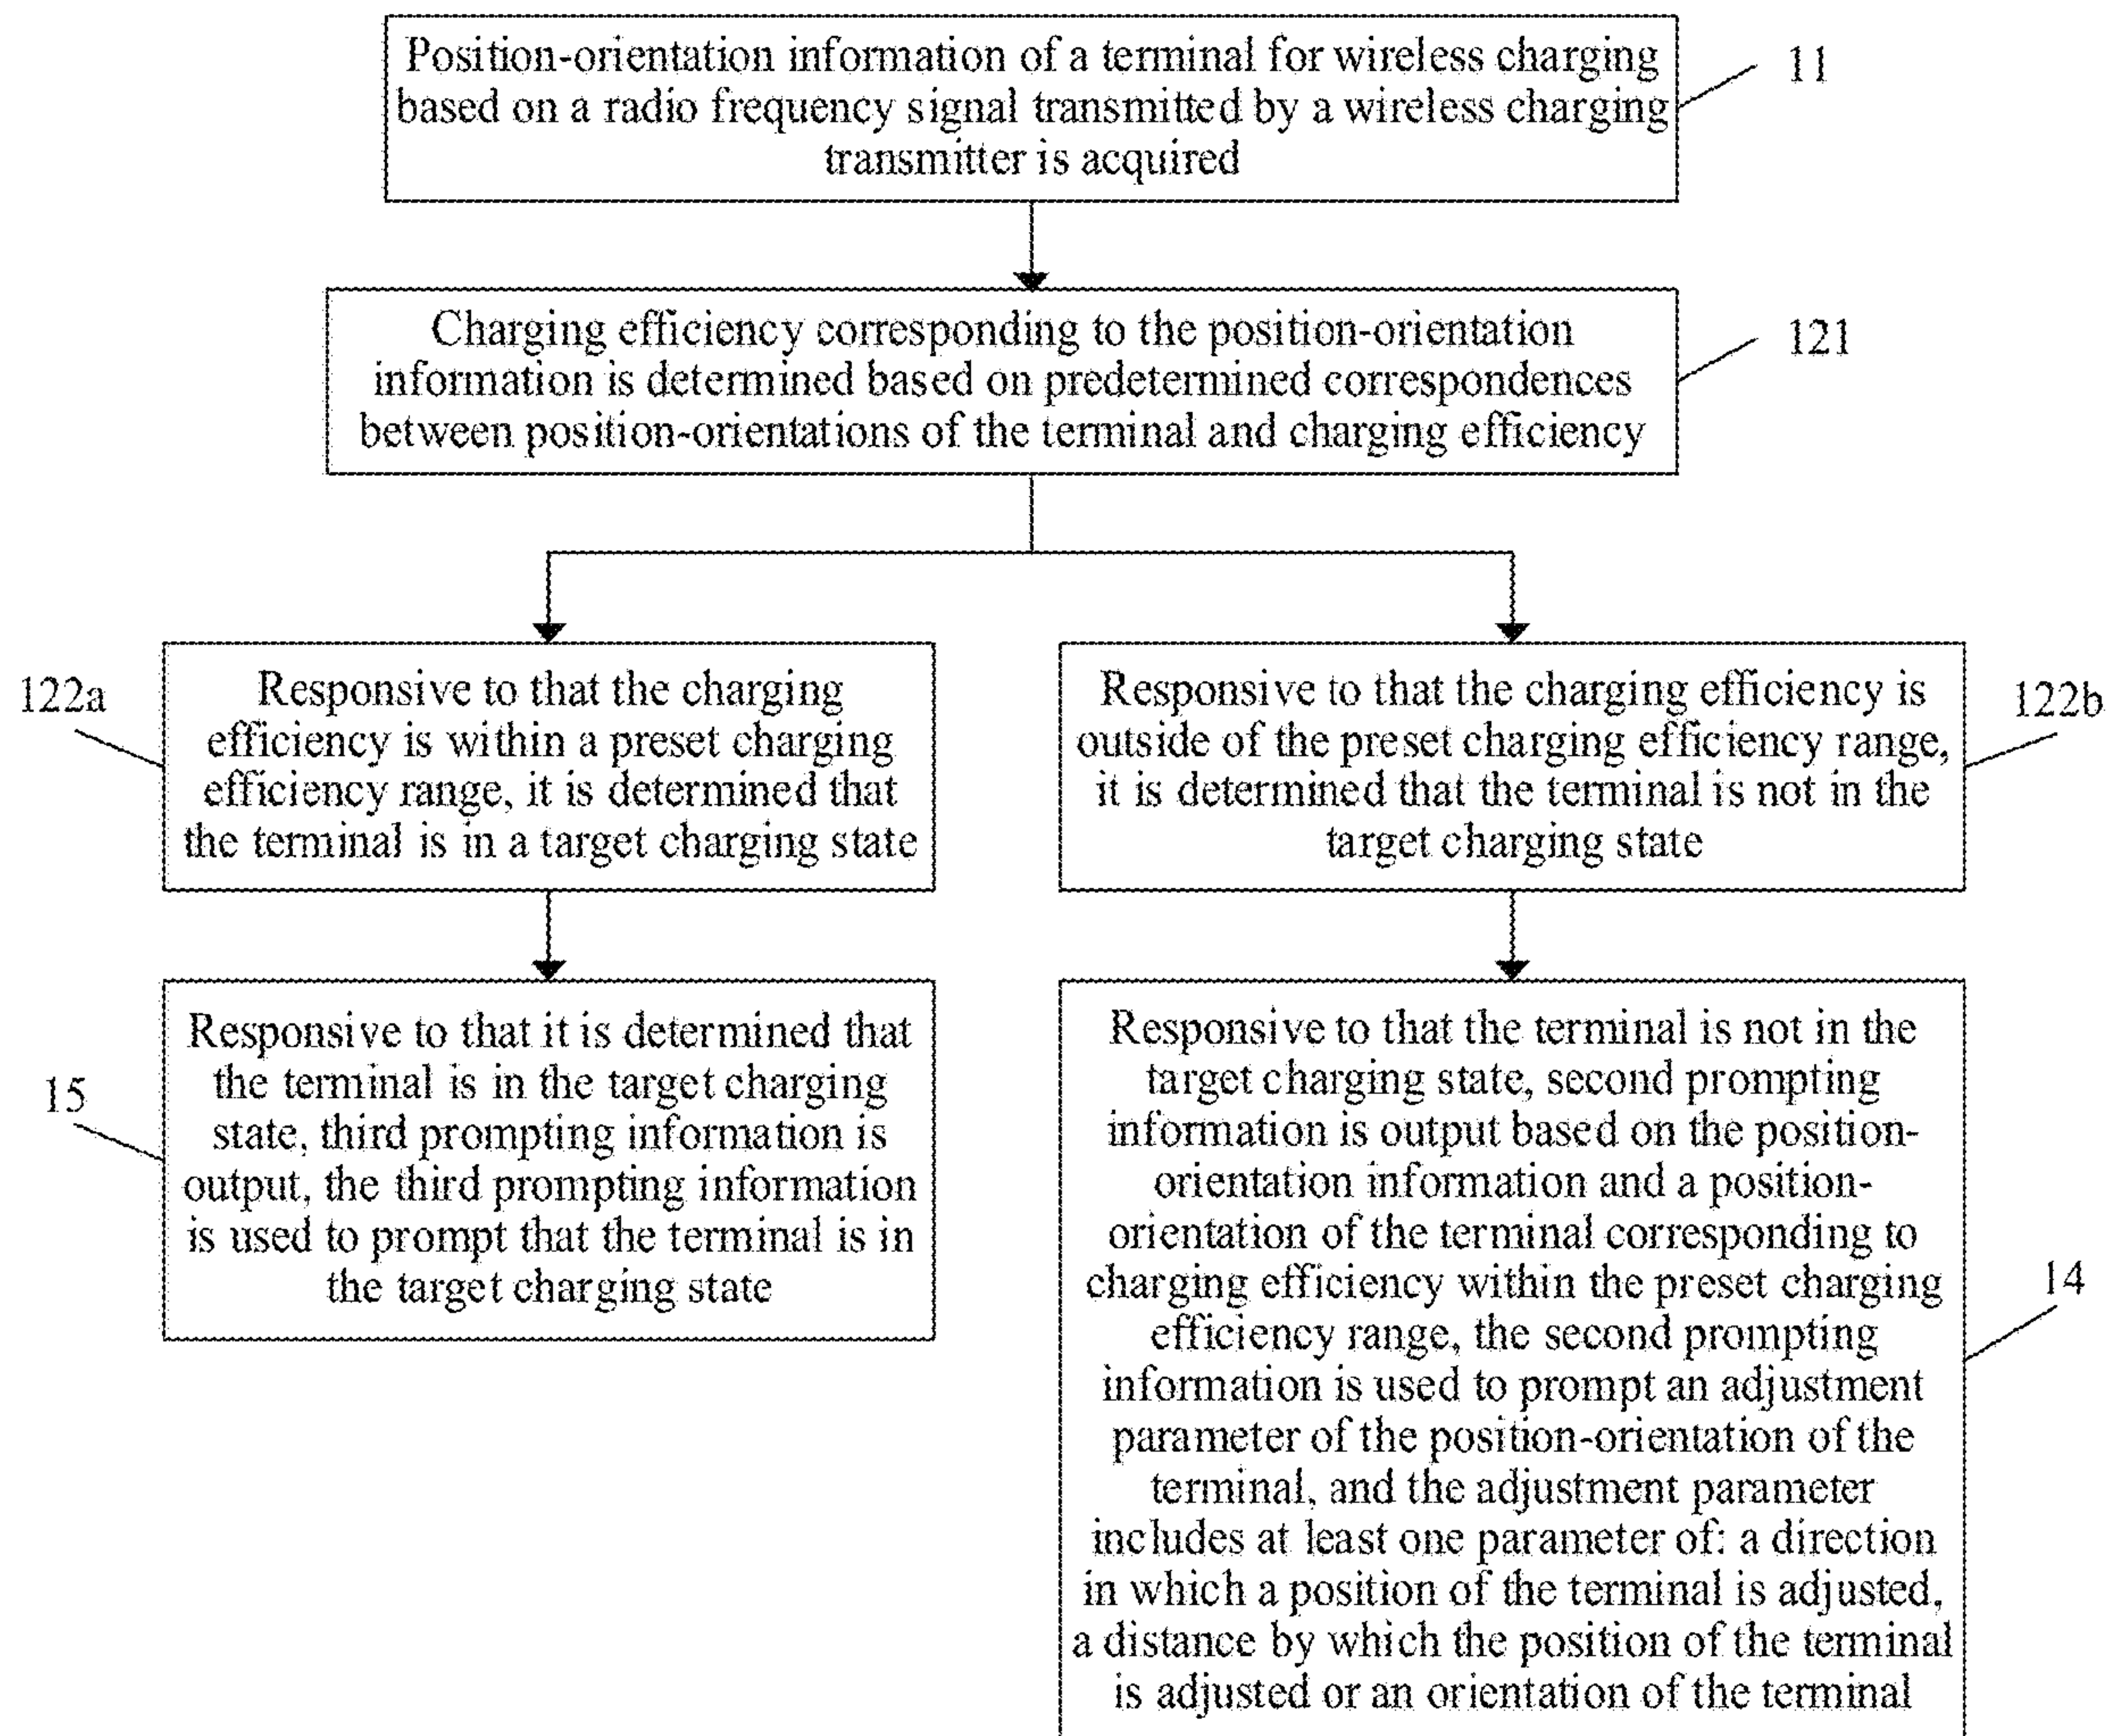 Position-orientation information of a terminal for wireless charging
based on a radio frequency signal transmitted by a wireless charging
transmitter is acquired
11
Charging efficiency corresponding to the position-orientation
information is determined based on predetermined correspondences
between position-orientations of the terminal and charging efficiency
121
122a
Responsive to that the charging
efficiency is within a preset charging
efficiency range, it is determined that
the terminal is in a target charging state
Responsive to that the charging efficiency is
outside of the preset charging efficiency range,
it is determined that the terminal is not in the
target charging state
122b
15
Responsive to that it is determined that
the terminal is in the target charging
state, third prompting information is
output, the third prompting information
is used to prompt that the terminal is in
the target charging state
Responsive to that the terminal is not in the
target charging state, second prompting
information is output based on the position-
orientation information and a position-
orientation of the terminal corresponding to
charging efficiency within the preset charging
efficiency range, the second prompting
information is used to prompt an adjustment
parameter of the position-orientation of the
terminal, and the adjustment parameter
includes at least one parameter of: a direction
in which a position of the terminal is adjusted,
a distance by which the position of the terminal
is adjusted or an orientation of the terminal
14